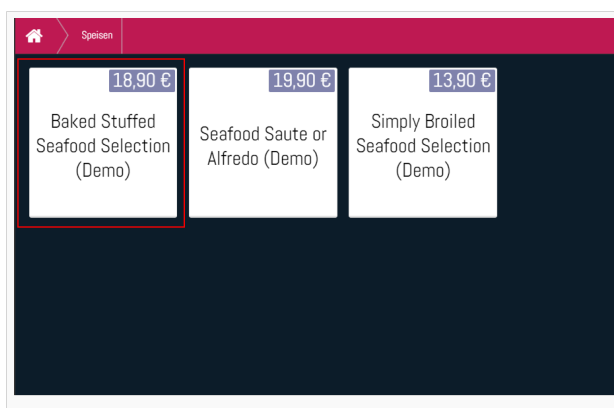 Speisen
18,90 €
Baked Stuffed
Seafood Selection
(Demo)
19,90 €
Seafood Saute or
Alfredo (Demo)
13,90 €
Simply Broiled
Seafood Selection
(Demo)